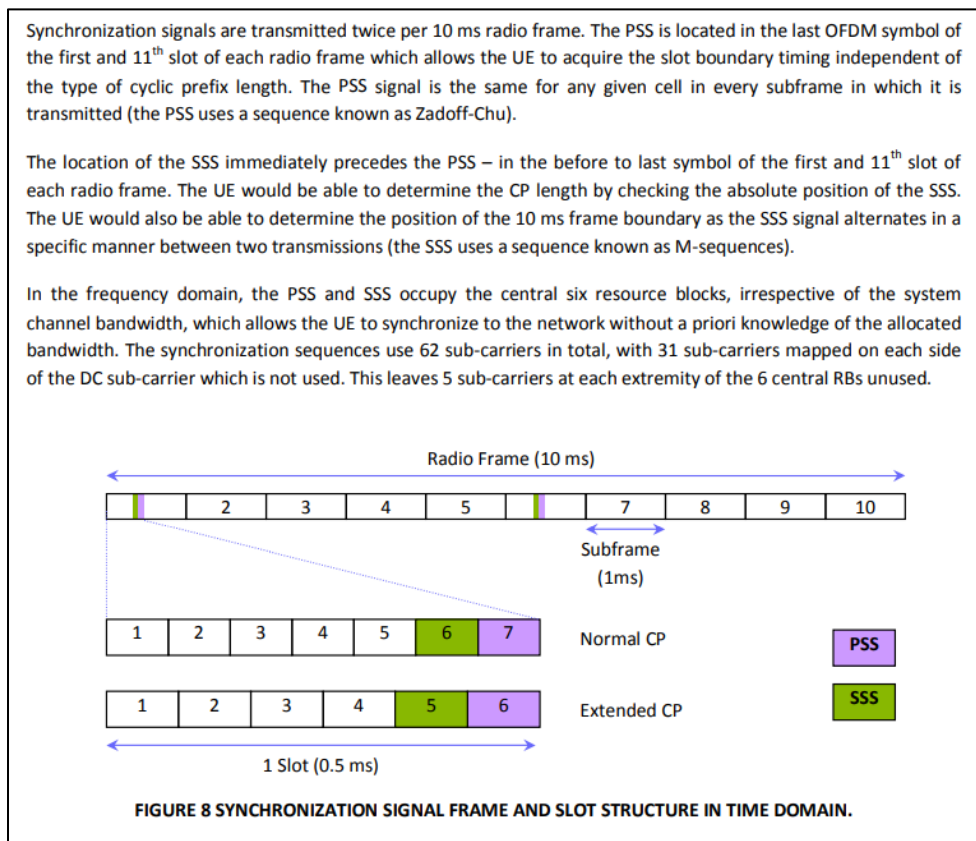 Synchronization signals are transmitted twice per 10 ms radio frame. The PSS is located in the last OFDM symbol of
the first and 11th slot of each radio frame which allows the UE to acquire the slot boundary timing independent of
the type of cyclic prefix length. The PSS signal is the same for any given cell in every subframe in which it is
transmitted (the PSS uses a sequence known as Zadoff-Chu).
The location of the SSS immediately precedes the PSS – in the before to last symbol of the first and 11th slot of
each radio frame. The UE would be able to determine the CP length by checking the absolute position of the SSS.
The UE would also be able to determine the position of the 10 ms frame boundary as the SSS signal alternates in a
specific manner between two transmissions (the SSS uses a sequence known as M-sequences).
In the frequency domain, the PSS and SSS occupy the central six resource blocks, irrespective of the system
channel bandwidth, which allows the UE to synchronize to the network without a priori knowledge of the allocated
bandwidth. The synchronization sequences use 62 sub-carriers in total, with 31 sub-carriers mapped on each side
of the DC sub-carrier which is not used. This leaves 5 sub-carriers at each extremity of the 6 central RBs unused.
Radio Frame (10 ms)
2 3 4 5 7 8 9 10
Subframe
(1ms)
1 2 3 4 5 6 7 Normal CP PSS
1 2 3 4 5 6 Extended CP SSS
1 Slot (0.5 ms)
FIGURE 8 SYNCHRONIZATION SIGNAL FRAME AND SLOT STRUCTURE IN TIME DOMAIN.